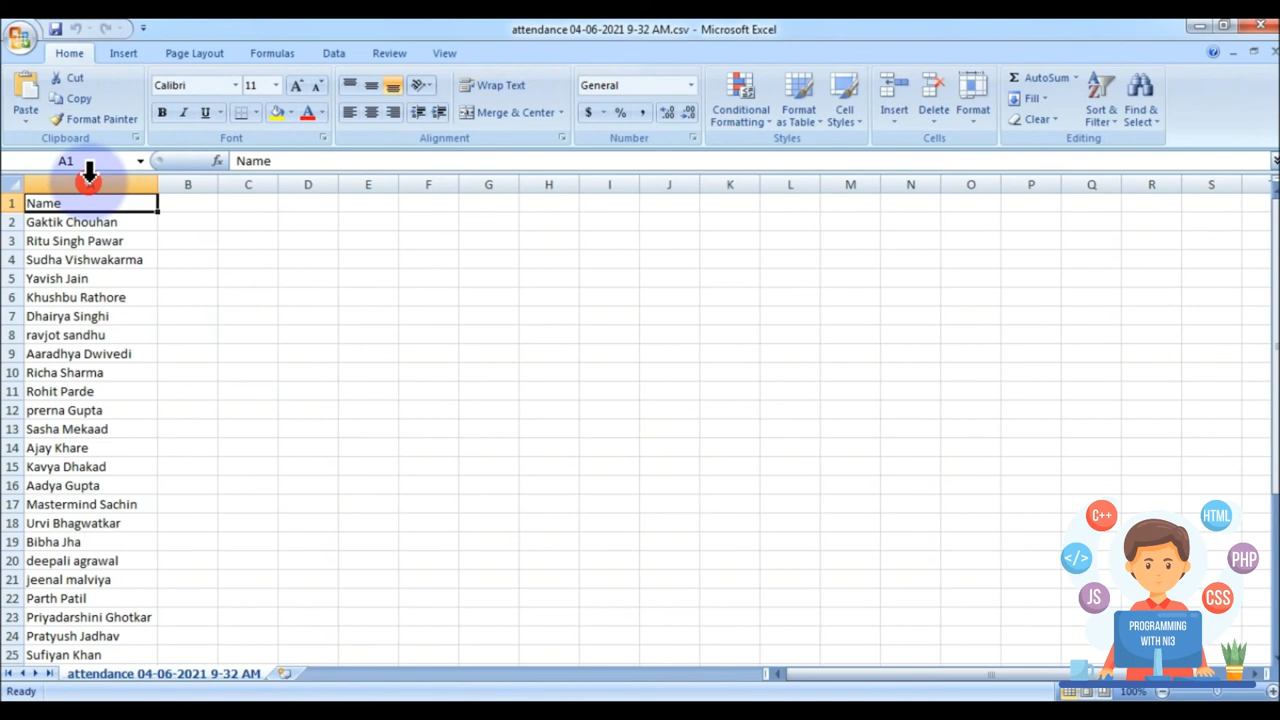 attendance 04-06-2021 9-32 AM.csv - Microsoft Excel
Home Insert Page Layout Formulas Data Review View
Paste Cut Copy Format Painter Clipboard
Calibri 11 A A B I U A Font
Wrap Text Merge & Center Alignment
General $ % , Number
Conditional Formatting Format as Table Cell Styles Styles
Insert Delete Format Cells
AutoSum Fill Clear Sort & Filter Find & Select Editing
A1 fx Name
B C D E F G H I J K L M N O P Q R S
1 Name
2 Gaktik Chouhan
3 Ritu Singh Pawar
4 Sudha Vishwakarma
5 Yavish Jain
6 Khushbu Rathore
7 Dhairya Singhi
8 ravjot sandhu
9 Aaradhya Dwivedi
10 Richa Sharma
11 Rohit Parde
12 prerna Gupta
13 Sasha Mekaad
14 Ajay Khare
15 Kavya Dhakad
16 Aadya Gupta
17 Mastermind Sachin
18 Urvi Bhagwatkar
19 Bibha Jha
20 deepali agrawal
21 jeenal malviya
22 Parth Patil
23 Priyadarshini Ghotkar
24 Pratyush Jadhav
25 Sufiyan Khan
C++ HTML
</> PHP
JS CSS
PROGRAMMING
WITH NI3
attendance 04-06-2021 9-32 AM
Ready 100%